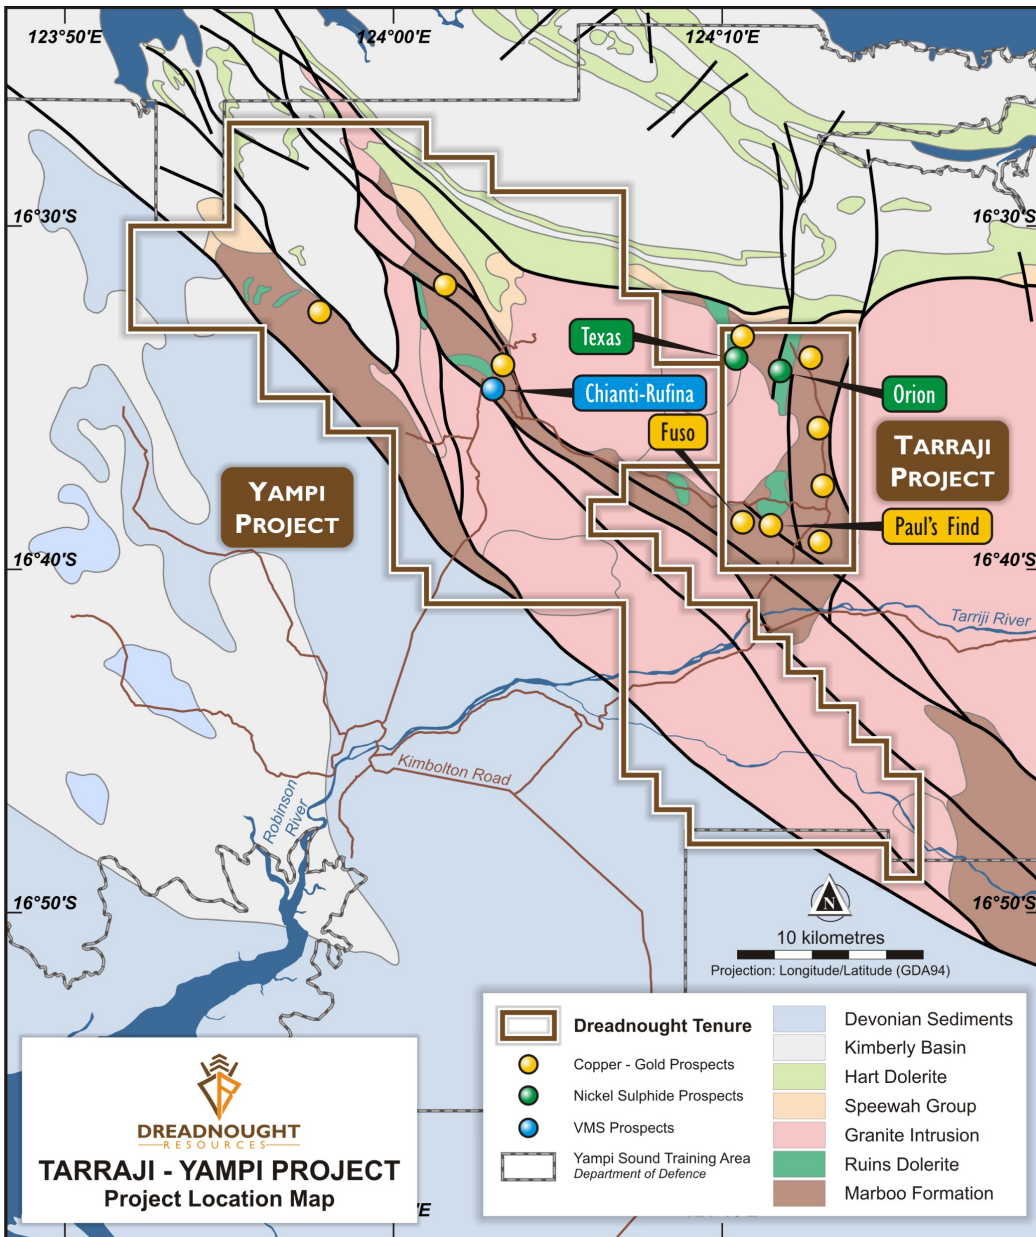 123°50'E
124°00'E
124°10'E
16°30'S
16°30'S
Texas
Chianti-Rufina
Orion
Fuso
TARRAJI
PROJECT
YAMPI
PROJECT
Paul's Find
16°40'S
16°40'S
Tarriji River
Kimbolton Road
Robinson
River
16°50'S
16°50'S
N
10 kilometres
Projection: Longitude/Latitude (GDA94)
DREADNOUGHT
RESOURCES
TARRAJI - YAMPI PROJECT
Project Location Map
Dreadnought Tenure
Copper - Gold Prospects
Nickel Sulphide Prospects
VMS Prospects
Yampi Sound Training Area
Department of Defence
Devonian Sediments
Kimberly Basin
Hart Dolerite
Speewah Group
Granite Intrusion
Ruins Dolerite
Marboo Formation